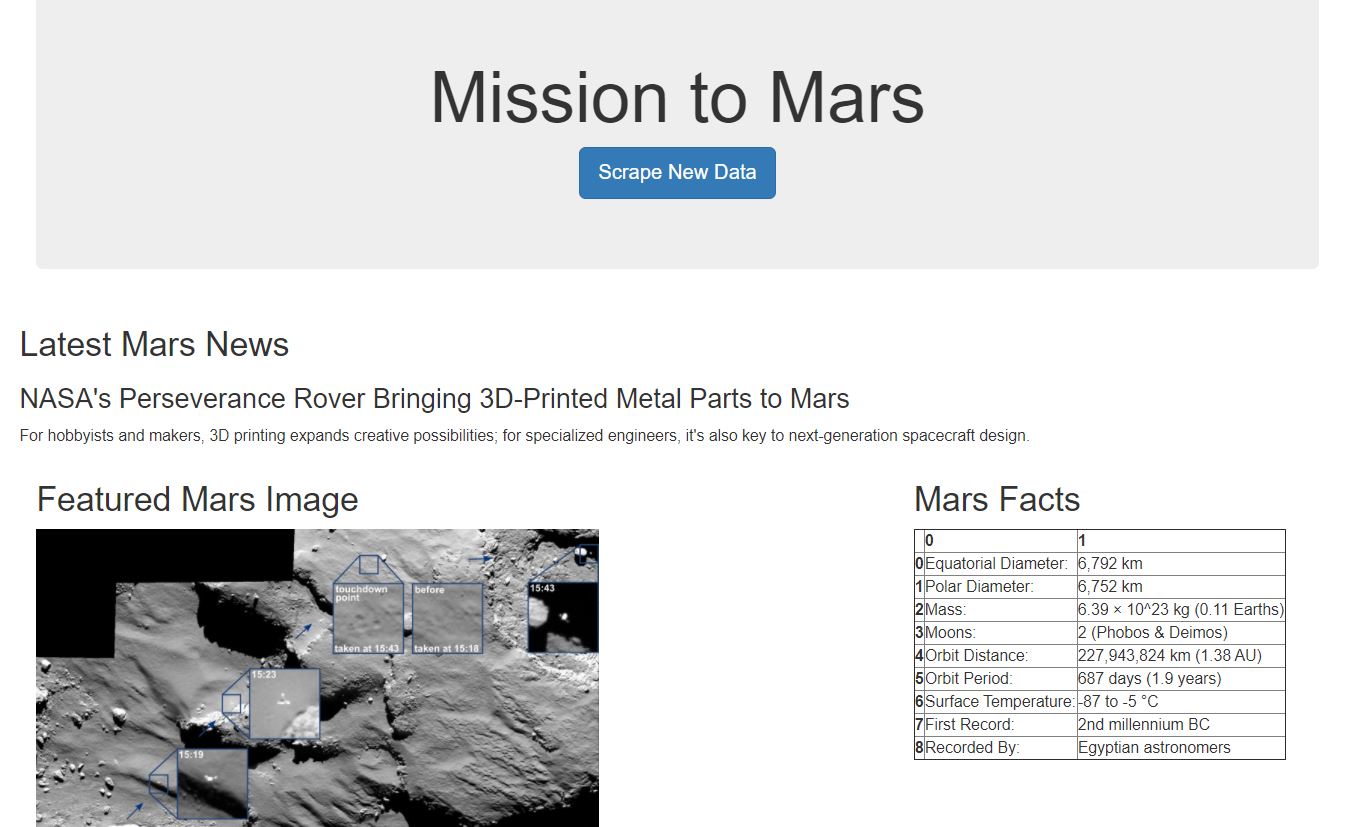 Mission to Mars
Scrape New Data
Latest Mars News
NASA's Perseverance Rover Bringing 3D-Printed Metal Parts to Mars
For hobbyists and makers, 3D printing expands creative possibilities; for specialized engineers, it's also key to next-generation spacecraft design.
Featured Mars Image
touchdown
point
taken at 15:43
before
taken at 15:18
15:43
15:23
15:19
Mars Facts
0 1
0 Equatorial Diameter: 6,792 km
1 Polar Diameter: 6,752 km
2 Mass: 6.39 × 10^23 kg (0.11 Earths)
3 Moons: 2 (Phobos & Deimos)
4 Orbit Distance: 227,943,824 km (1.38 AU)
5 Orbit Period: 687 days (1.9 years)
6 Surface Temperature: -87 to -5 °C
7 First Record: 2nd millennium BC
8 Recorded By: Egyptian astronomers